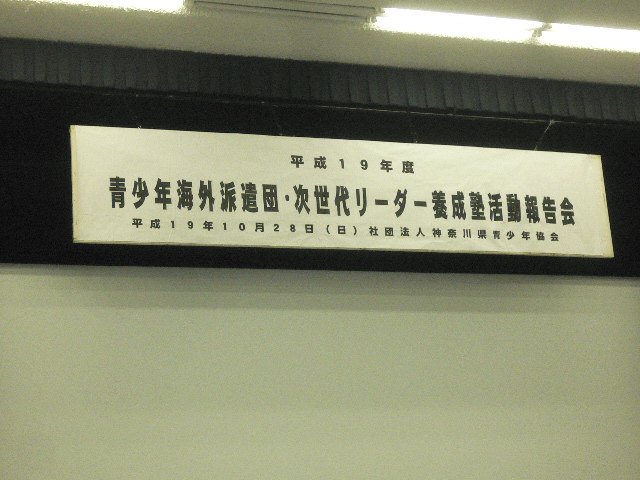 平成19年度
青少年海外派遣団・次世代リーダー養成塾活動報告会
平成19年10月28日（日）社団法人神奈川県青少年協会